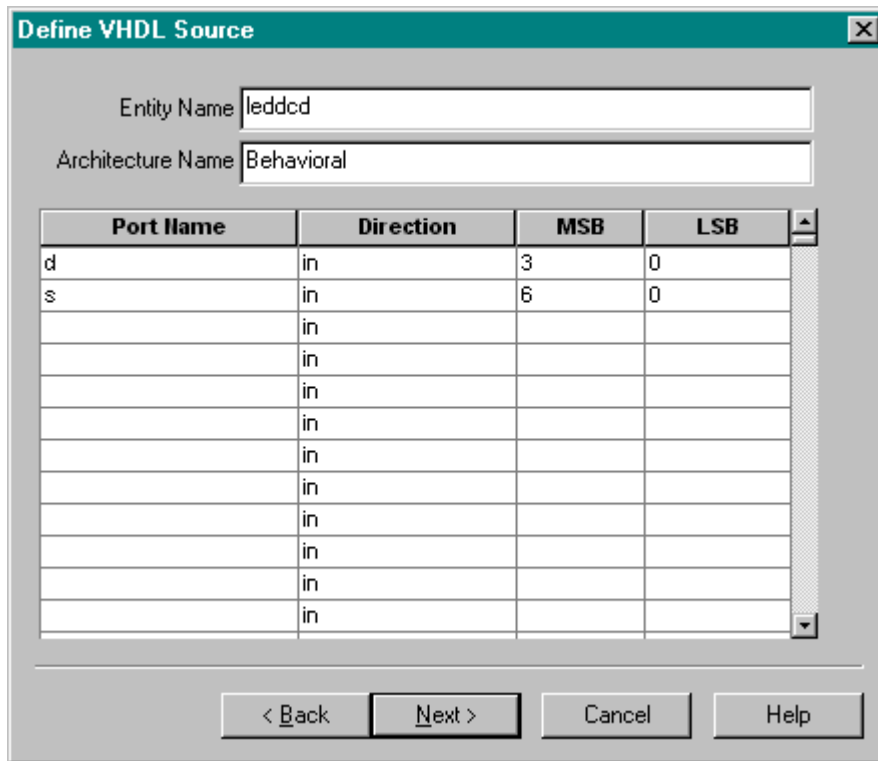 Define VHDL Source
Entity Name leddcd
Architecture Name Behavioral
Port Name Direction MSB LSB
d in 3 0
s in 6 0
in
in
in
in
in
in
in
in
in
in
< Back Next > Cancel Help